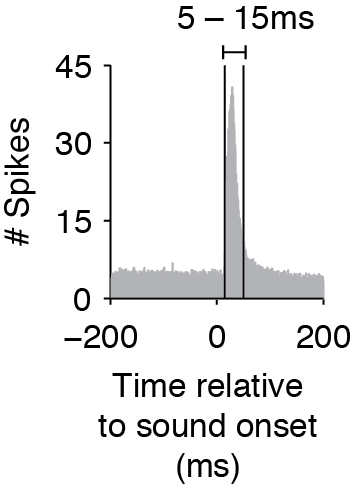 5 – 15ms
45
30
15
0
# Spikes
−200 0 200
Time relative
to sound onset
(ms)